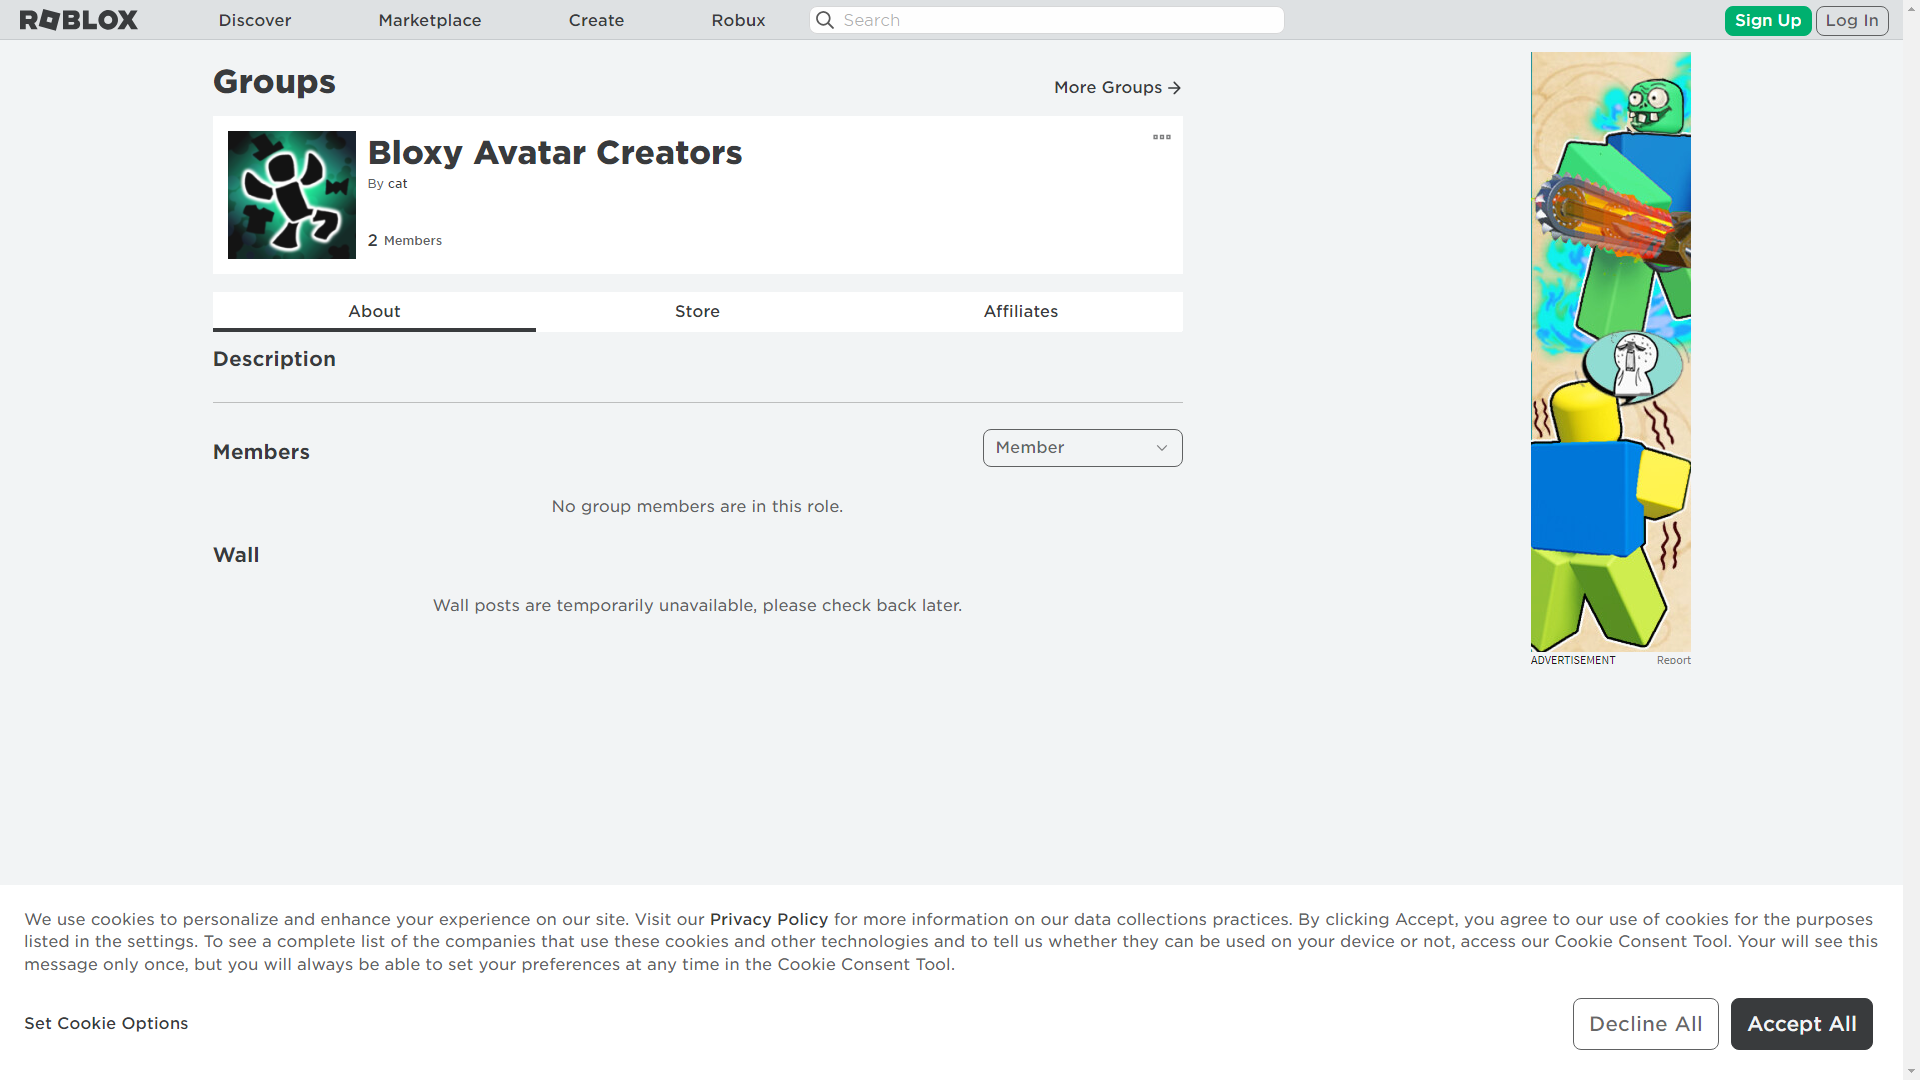 ROBLOX Discover Marketplace Create Robux Search Sign Up Log In
Groups
More Groups
Bloxy Avatar Creators
By cat
2 Members
About Store Affiliates
Description
Members
Member
No group members are in this role.
Wall
Wall posts are temporarily unavailable, please check back later.
ADVERTISEMENT Report
We use cookies to personalize and enhance your experience on our site. Visit our Privacy Policy for more information on our data collections practices. By clicking Accept, you agree to our use of cookies for the purposes
listed in the settings. To see a complete list of the companies that use these cookies and other technologies and to tell us whether they can be used on your device or not, access our Cookie Consent Tool. Your will see this
message only once, but you will always be able to set your preferences at any time in the Cookie Consent Tool.
Set Cookie Options
Decline All
Accept All